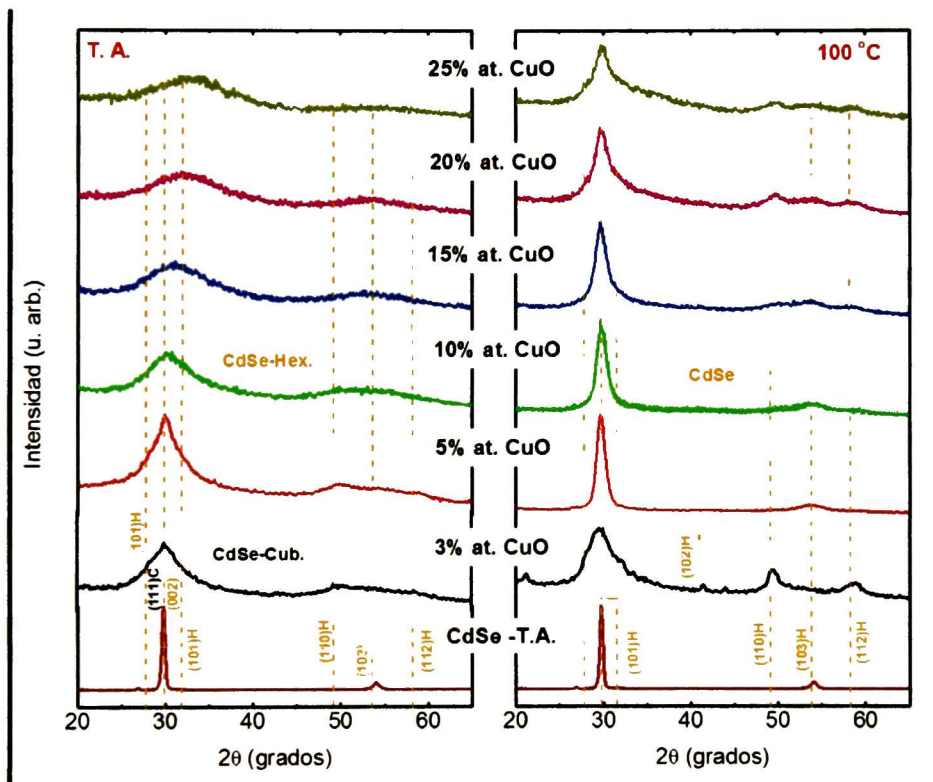 T. A.
100 °C
25% at. CuO
20% at. CuO
15% at. CuO
10% at. CuO
5% at. CuO
3% at. CuO
CdSe -T.A.
CdSe-Hex.
CdSe-Cub.
CdSe
Intensidad (u. arb.)
101)H
(111)C
(002)
(101)H
(110)H
(112)H
(102)H
(101)H
(110)H
(103)H
(112)H
20 30 40 50 60
20 30 40 50 60
2θ (grados)
2θ (grados)